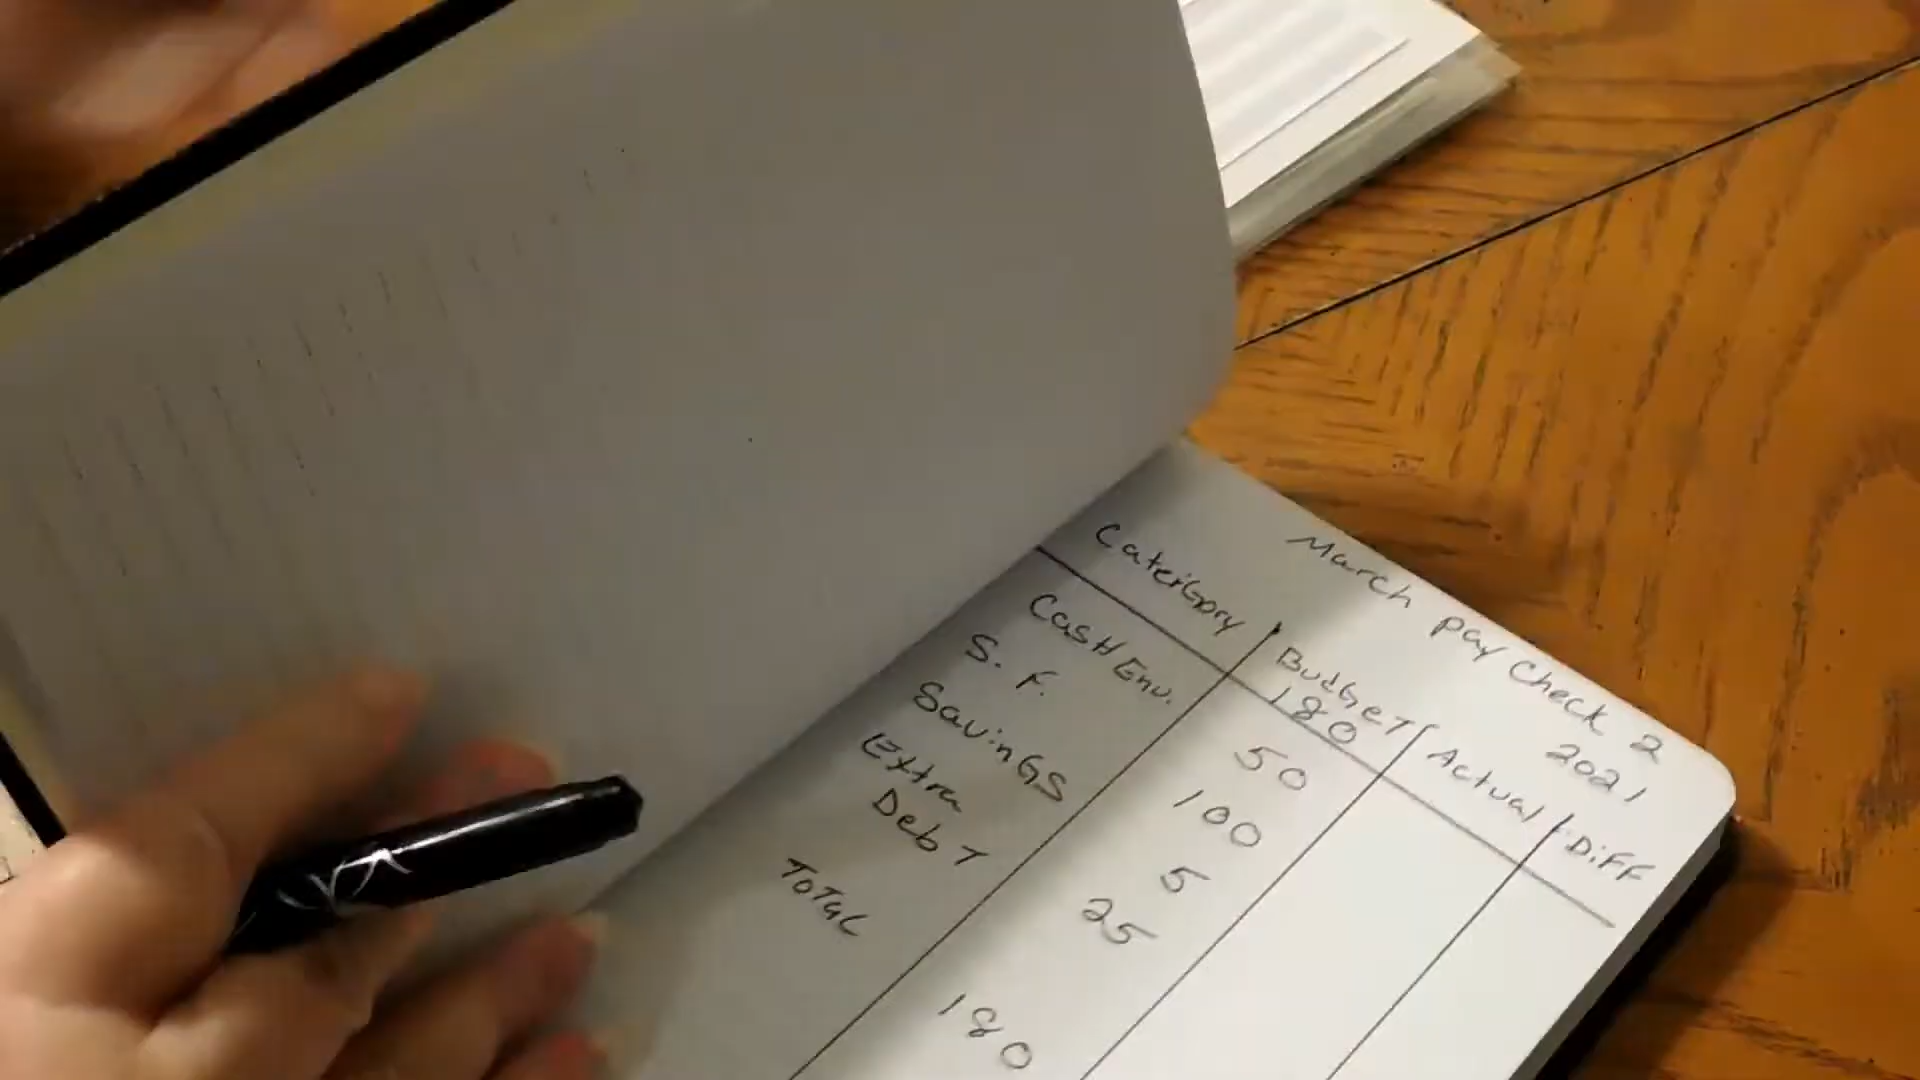 March pay Check 2
2021
CateiGory BudGeT Actual DiFF
180
CasH Env. 50
S. F. 100
SavinGS 5
Extra 25
DebT
ToTaL 180